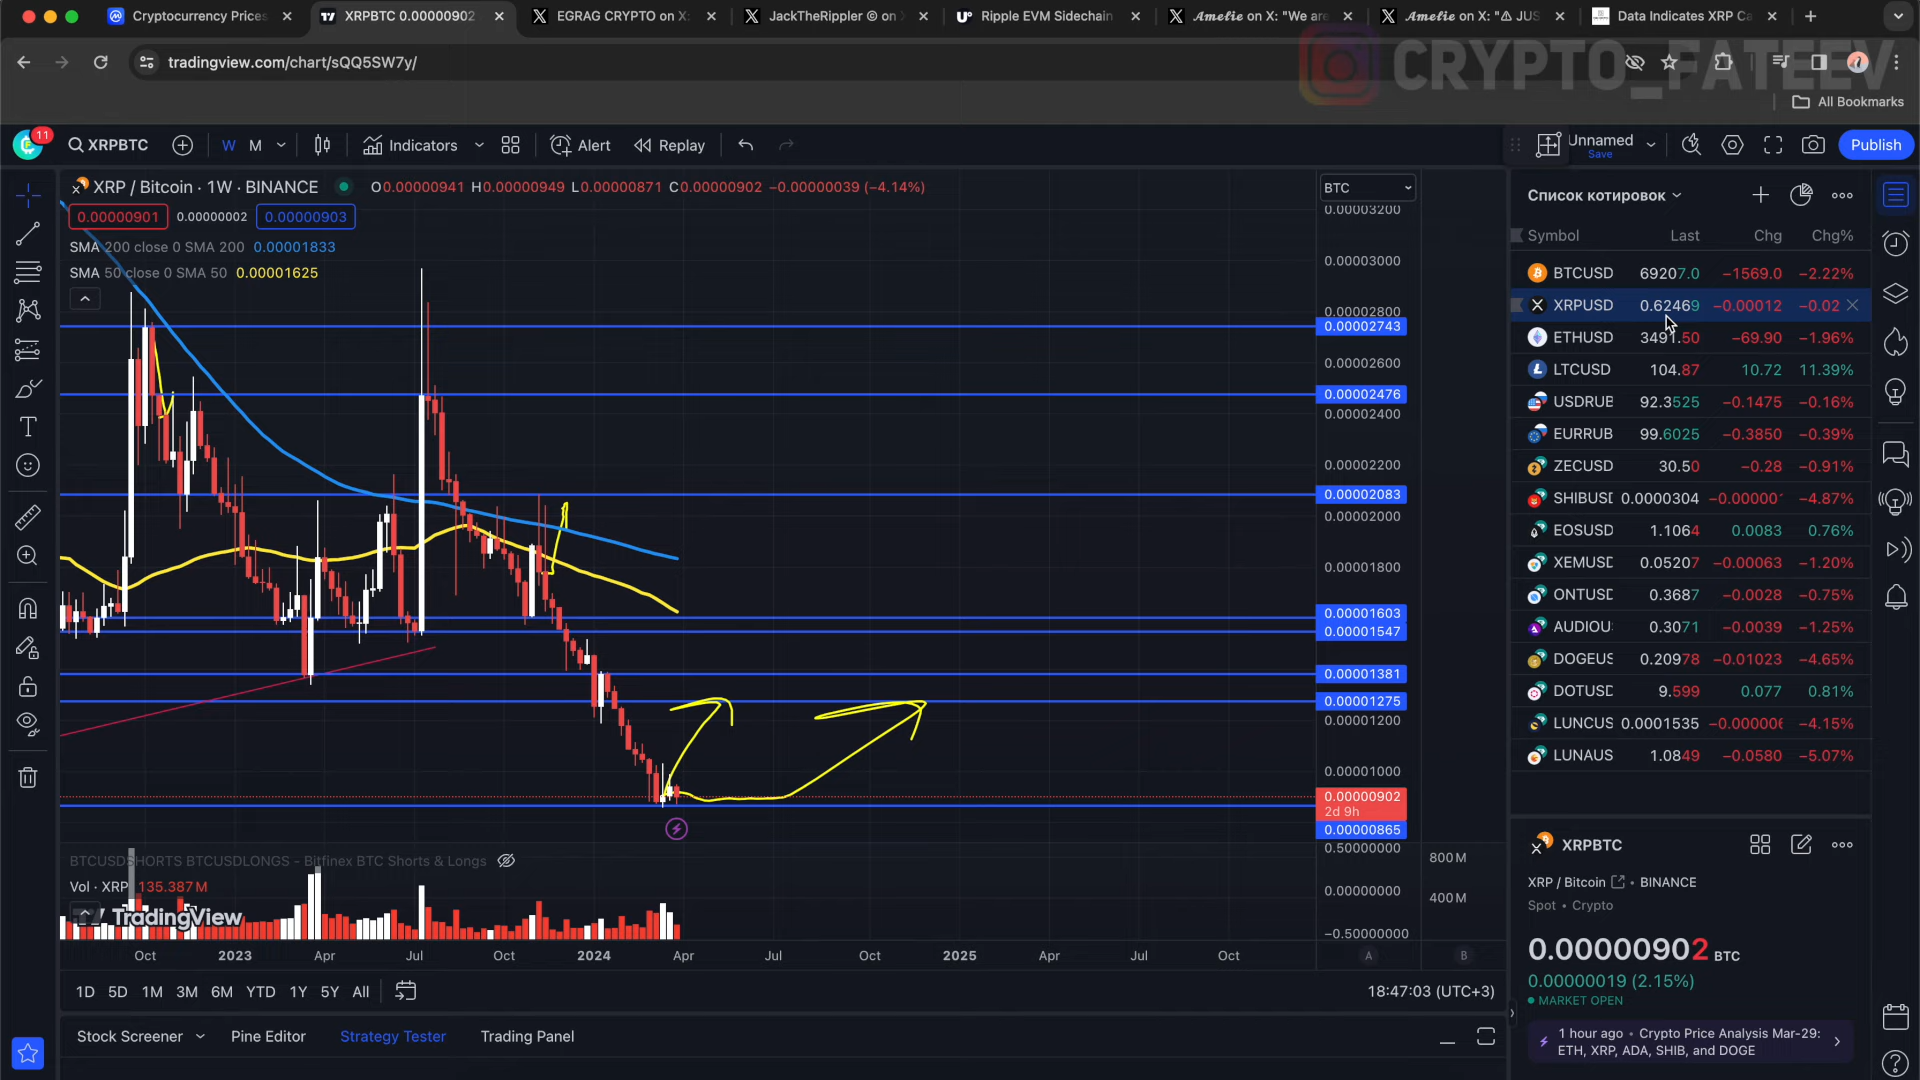 Cryptocurrency Prices
XRPBTC 0.00000902
EGRAG CRYPTO on X:
JackTheRippler © on
Ripple EVM Sidechain
Amelie on X: "We are
Amelie on X: "⚠ JUS
Data Indicates XRP Ca
tradingview.com/chart/sQQ5SW7y/
CRYPTO_FATEEV
All Bookmarks
11
XRPBTC
W
M
Indicators
Alert
Replay
Unnamed
Save
Publish
XRP / Bitcoin · 1W · BINANCE
O0.00000941 H0.00000949 L0.00000871 C0.00000902 −0.00000039 (−4.14%)
0.00000901
0.00000002
0.00000903
SMA 200 close 0 SMA 200 0.00001833
SMA 50 close 0 SMA 50 0.00001625
BTC
0.00003200
0.00003000
0.00002800
0.00002743
0.00002600
0.00002476
0.00002400
0.00002200
0.00002083
0.00002000
0.00001800
0.00001603
0.00001547
0.00001381
0.00001275
0.00001200
0.00001000
0.00000902
2d 9h
0.00000865
0.50000000
800M
0.00000000
400M
−0.50000000
BTCUSDSHORTS BTCUSDLONGS - Bitfinex BTC Shorts & Longs
Vol · XRP 135.387M
TradingView
Oct 2023 Apr Jul Oct 2024 Apr Jul Oct 2025 Apr Jul Oct
A
B
1D 5D 1M 3M 6M YTD 1Y 5Y All
18:47:03 (UTC+3)
Stock Screener
Pine Editor
Strategy Tester
Trading Panel
Список котировок
Symbol Last Chg Chg%
BTCUSD 69207.0 −1569.0 −2.22%
XRPUSD 0.62469 −0.00012 −0.02
ETHUSD 3491.50 −69.90 −1.96%
LTCUSD 104.87 10.72 11.39%
USDRUB 92.3525 −0.1475 −0.16%
EURRUB 99.6025 −0.3850 −0.39%
ZECUSD 30.50 −0.28 −0.91%
SHIBUSD 0.0000304 −0.000001 −4.87%
EOSUSD 1.1064 0.0083 0.76%
XEMUSD 0.05207 −0.00063 −1.20%
ONTUSD 0.3687 −0.0028 −0.75%
AUDIOU 0.3071 −0.0039 −1.25%
DOGEUS 0.20978 −0.01023 −4.65%
DOTUSD 9.599 0.077 0.81%
LUNCUS 0.0001535 −0.000006 −4.15%
LUNAUS 1.0849 −0.0580 −5.07%
XRPBTC
XRP / Bitcoin • BINANCE
Spot • Crypto
0.00000902 BTC
0.00000019 (2.15%)
MARKET OPEN
1 hour ago • Crypto Price Analysis Mar-29:
ETH, XRP, ADA, SHIB, and DOGE